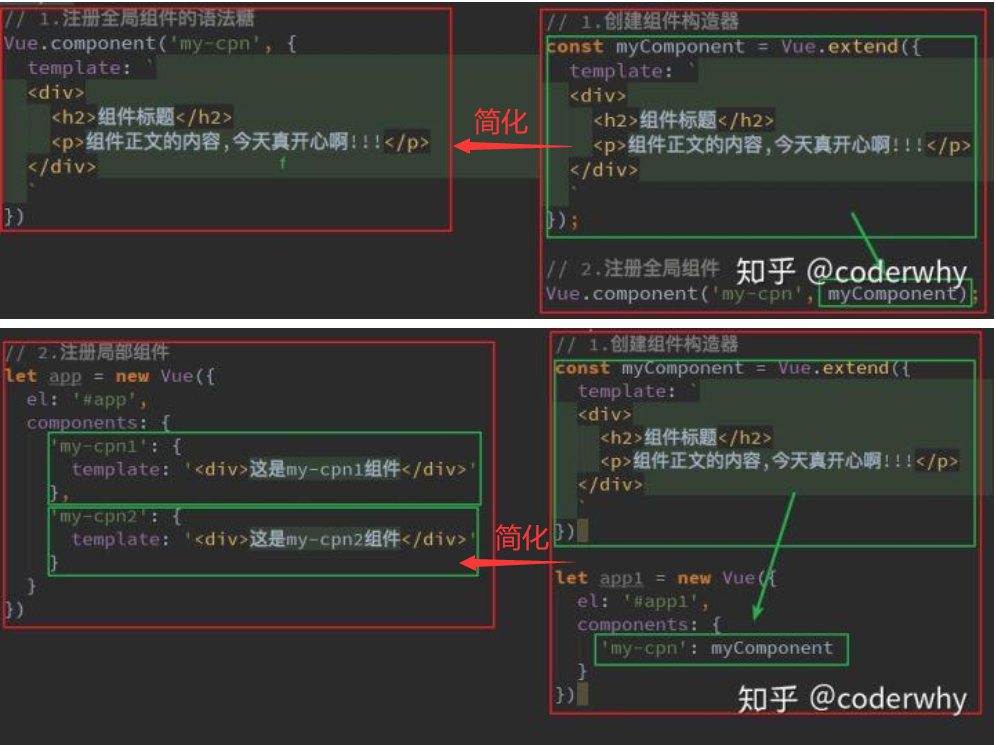 // 1.注册全局组件的语法糖
Vue.component('my-cpn', {
template: `
<div>
<h2>组件标题</h2>
<p>组件正文的内容,今天真开心啊!!!</p>
</div>
`
})
简化
// 1.创建组件构造器
const myComponent = Vue.extend({
template: `
<div>
<h2>组件标题</h2>
<p>组件正文的内容,今天真开心啊!!!</p>
</div>
`
});
// 2.注册全局组件
知乎 @coderwhy
Vue.component('my-cpn', myComponent);
// 2.注册局部组件
let app = new Vue({
el: '#app',
components: {
'my-cpn1': {
template: '<div>这是my-cpn1组件</div>'
},
'my-cpn2': {
template: '<div>这是my-cpn2组件</div>'
}
}
})
简化
// 1.创建组件构造器
const myComponent = Vue.extend({
template: `
<div>
<h2>组件标题</h2>
<p>组件正文的内容,今天真开心啊!!!</p>
</div>
`
})
let app1 = new Vue({
el: '#app1',
components: {
'my-cpn': myComponent
}
})
知乎 @coderwhy